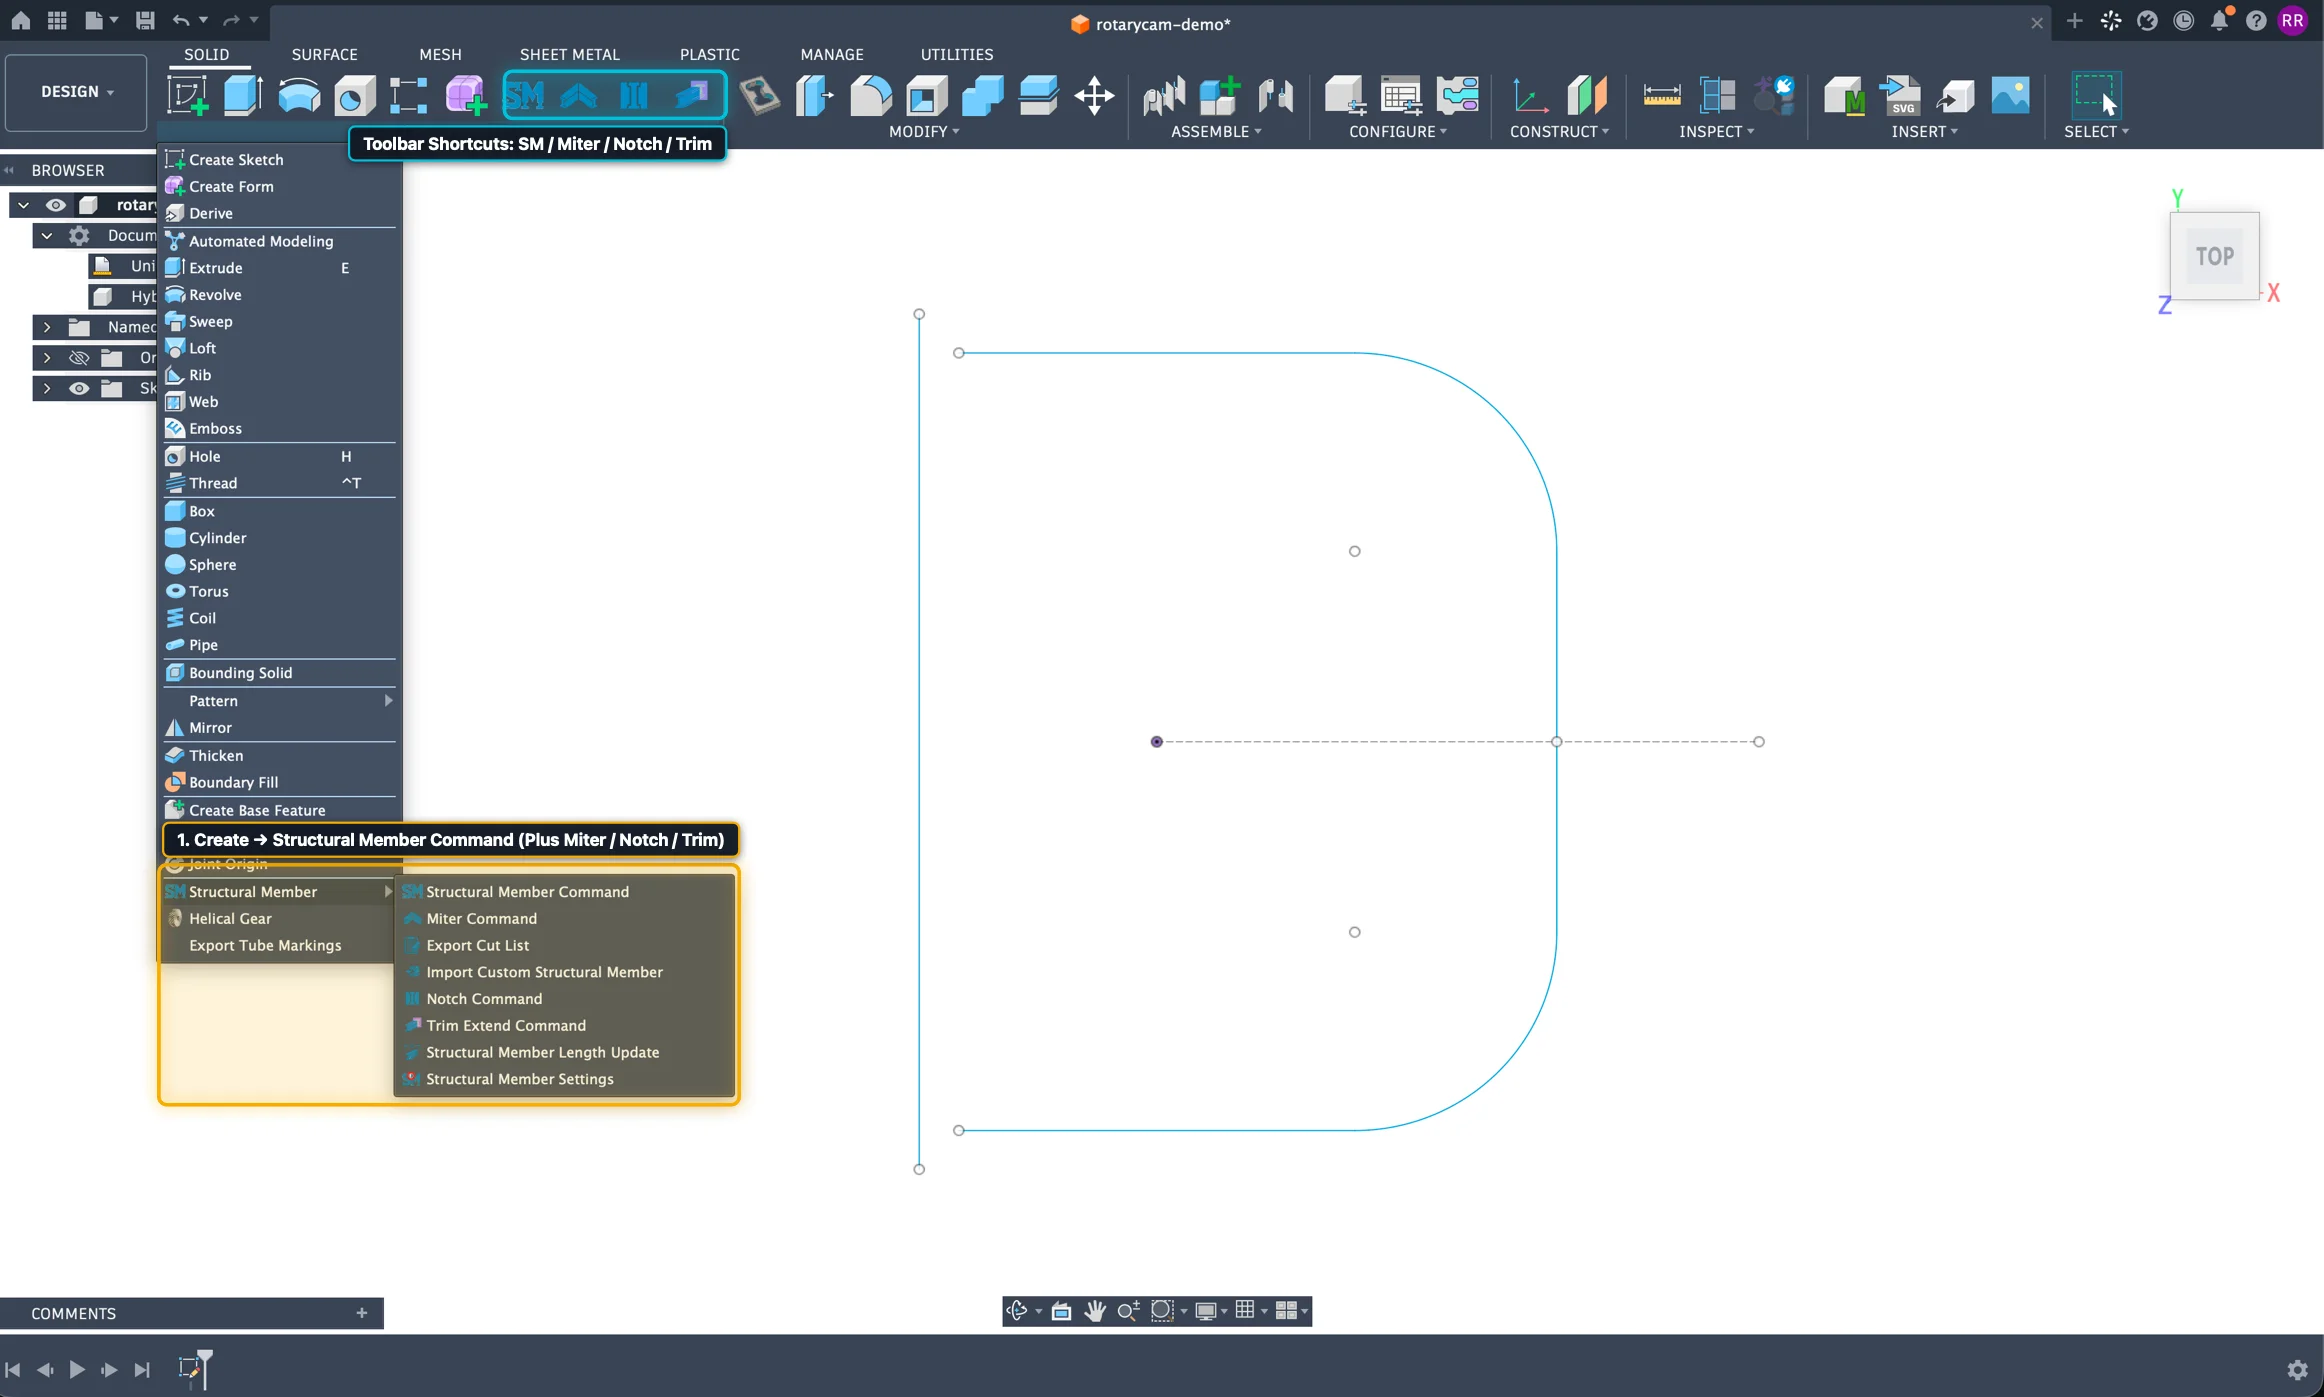 rotarycam-demo*
RR
DESIGN
SOLID
SURFACE
MESH
SHEET METAL
PLASTIC
MANAGE
UTILITIES
SM
SVG
M
MODIFY
ASSEMBLE
CONFIGURE
CONSTRUCT
INSPECT
INSERT
SELECT
Toolbar Shortcuts: SM / Miter / Notch / Trim
BROWSER
rotary
Docum
Uni
Hyb
Named
Or
Sk
Create Sketch
Create Form
Derive
Automated Modeling
Extrude E
Revolve
Sweep
Loft
Rib
Web
Emboss
Hole H
Thread ^T
Box
Cylinder
Sphere
Torus
Coil
Pipe
Bounding Solid
Pattern
Mirror
Thicken
Boundary Fill
Create Base Feature
1. Create → Structural Member Command (Plus Miter / Notch / Trim)
Joint Origin
SM Structural Member
Helical Gear
Export Tube Markings
SM Structural Member Command
Miter Command
Export Cut List
Import Custom Structural Member
Notch Command
Trim Extend Command
Structural Member Length Update
Structural Member Settings
Y
TOP
X
Z
COMMENTS +